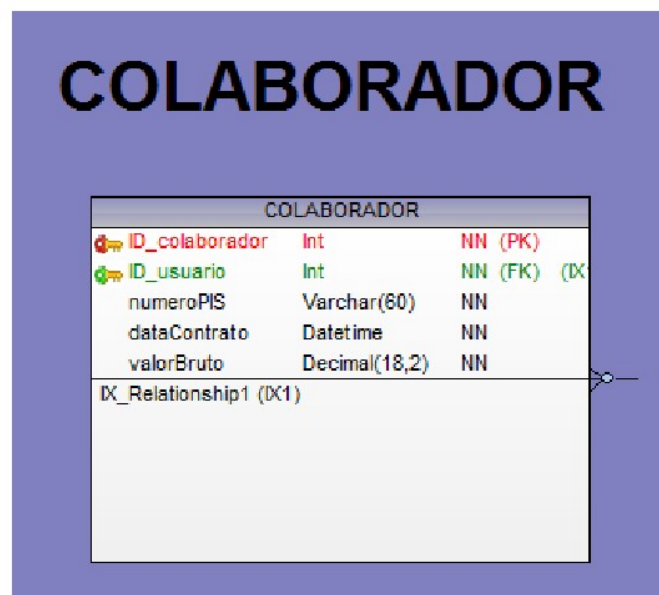 COLABORADOR
COLABORADOR
ID_colaborador Int NN (PK)
ID_usuario Int NN (FK) (IX
numeroPIS Varchar(60) NN
dataContrato Datetime NN
valorBruto Decimal(18,2) NN
IX_Relationship1 (IX1)